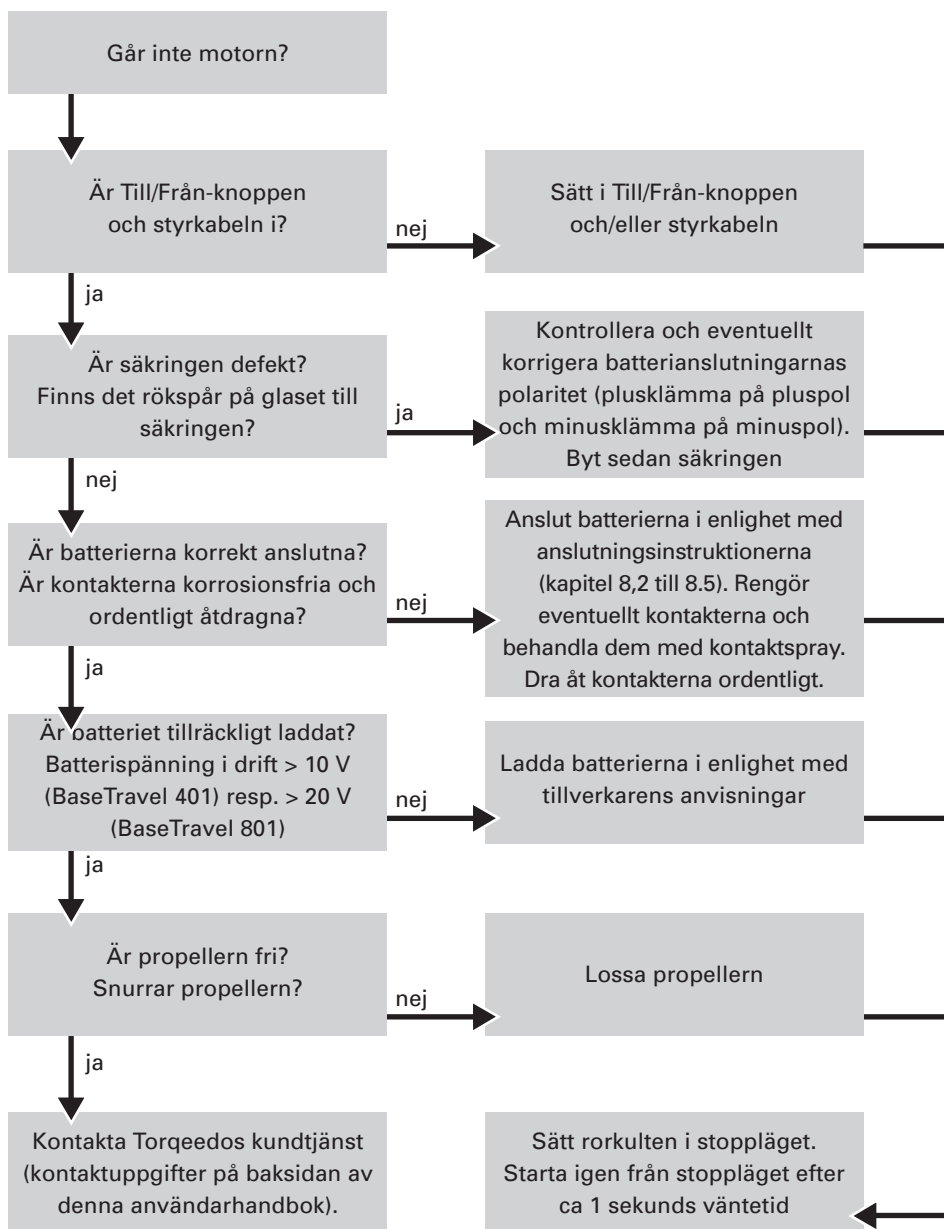 Går inte motorn?
Är Till/Från-knoppen
och styrkabeln i?
nej
Sätt i Till/Från-knoppen
och/eller styrkabeln
ja
Är säkringen defekt?
Finns det rökspår på glaset till
säkringen?
ja
Kontrollera och eventuellt
korrigera batterianslutningarnas
polaritet (plusklämma på pluspol
och minusklämma på minuspol).
Byt sedan säkringen
nej
Är batterierna korrekt anslutna?
Är kontakterna korrosionsfria och
ordentligt åtdragna?
nej
Anslut batterierna i enlighet med
anslutningsinstruktionerna
(kapitel 8,2 till 8.5). Rengör
eventuellt kontakterna och
behandla dem med kontaktspray.
Dra åt kontakterna ordentligt.
ja
Är batteriet tillräckligt laddat?
Batterispänning i drift > 10 V
(BaseTravel 401) resp. > 20 V
(BaseTravel 801)
nej
Ladda batterierna i enlighet med
tillverkarens anvisningar
ja
Är propellern fri?
Snurrar propellern?
nej
Lossa propellern
ja
Kontakta Torqeedos kundtjänst
(kontaktuppgifter på baksidan av
denna användarhandbok).
Sätt rorkulten i stoppläget.
Starta igen från stoppläget efter
ca 1 sekunds väntetid